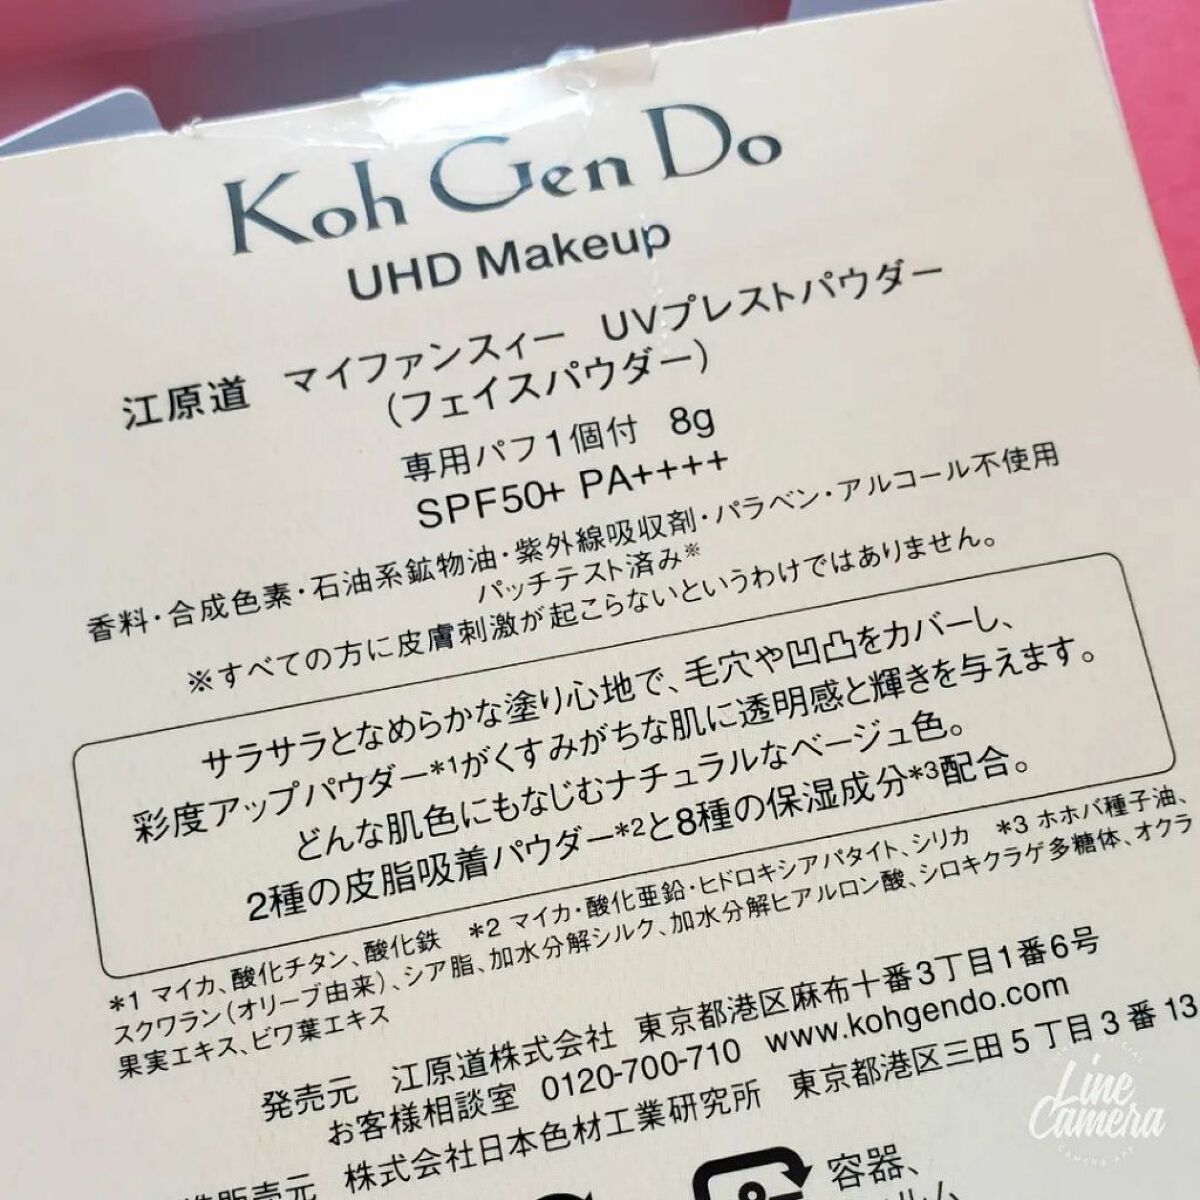 Koh Gen Do
UHD Makeup
江原道 マイファンスィー UVプレストパウダー
(フェイスパウダー)
専用パフ1個付 8g
SPF50+ PA++++
香料・合成色素・石油系鉱物油・紫外線吸収剤・パラベン・アルコール不使用
パッチテスト済み※
※すべての方に皮膚刺激が起こらないというわけではありません。
サラサラとなめらかな塗り心地で、毛穴や凹凸をカバーし、
彩度アップパウダー*1がくすみがちな肌に透明感と輝きを与えます。
どんな肌色にもなじむナチュラルなベージュ色。
2種の皮脂吸着パウダー*2と8種の保湿成分*3配合。
*1 マイカ、酸化チタン、酸化鉄 *2 マイカ・酸化亜鉛・ヒドロキシアパタイト、シリカ *3 ホホバ種子油、
スクワラン(オリーブ由来)、シア脂、加水分解シルク、加水分解ヒアルロン酸、シロキクラゲ多糖体、オクラ
果実エキス、ビワ葉エキス
発売元 江原道株式会社 東京都港区麻布十番3丁目1番6号
お客様相談室 0120-700-710 www.kohgendo.com
販売元 株式会社日本色材工業研究所 東京都港区三田5丁目3番13
容器、
Line
Camera